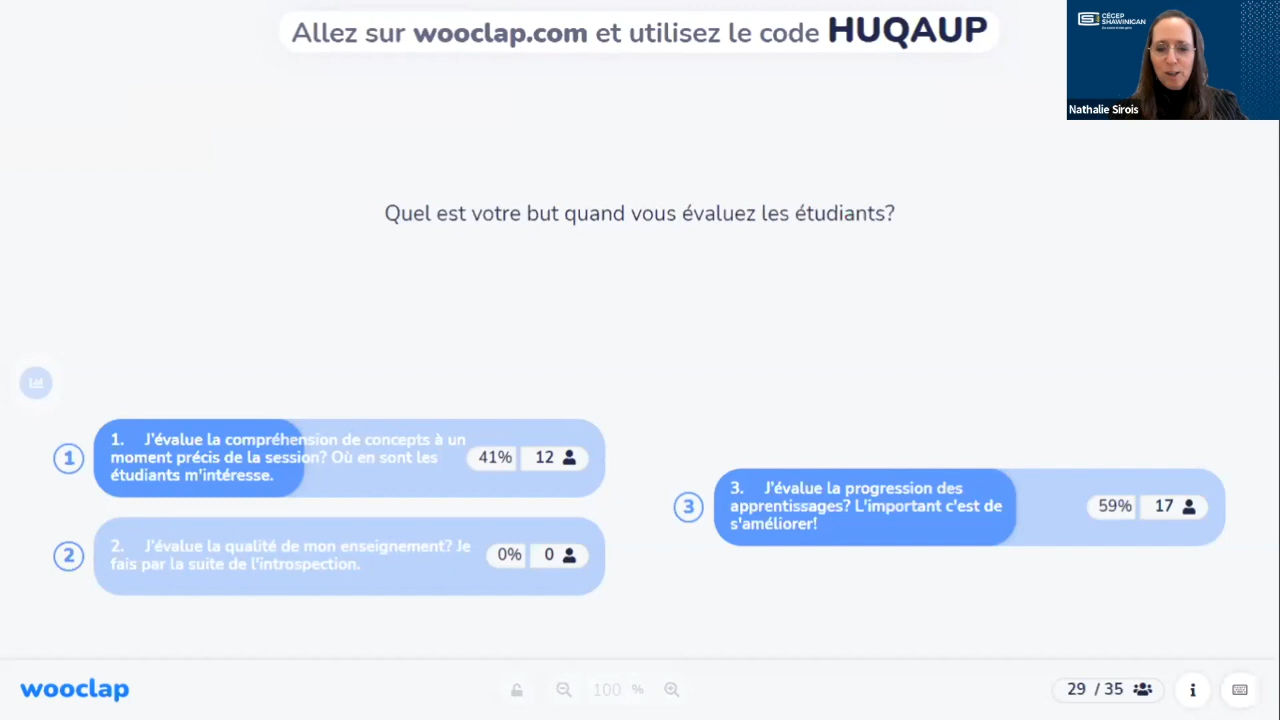 Allez sur wooclap.com et utilisez le code HUQAUP
CÉGEP
SHAWINIGAN
Nathalie Sirois
Quel est votre but quand vous évaluez les étudiants?
1
1. J'évalue la compréhension de concepts à un
moment précis de la session? Où en sont les
étudiants m'intéresse.
41% 12
2
2. J'évalue la qualité de mon enseignement? Je
fais par la suite de l'introspection.
0% 0
3
3. J'évalue la progression des
apprentissages? L'important c'est de
s'améliorer!
59% 17
wooclap
100 %
29 / 35
i